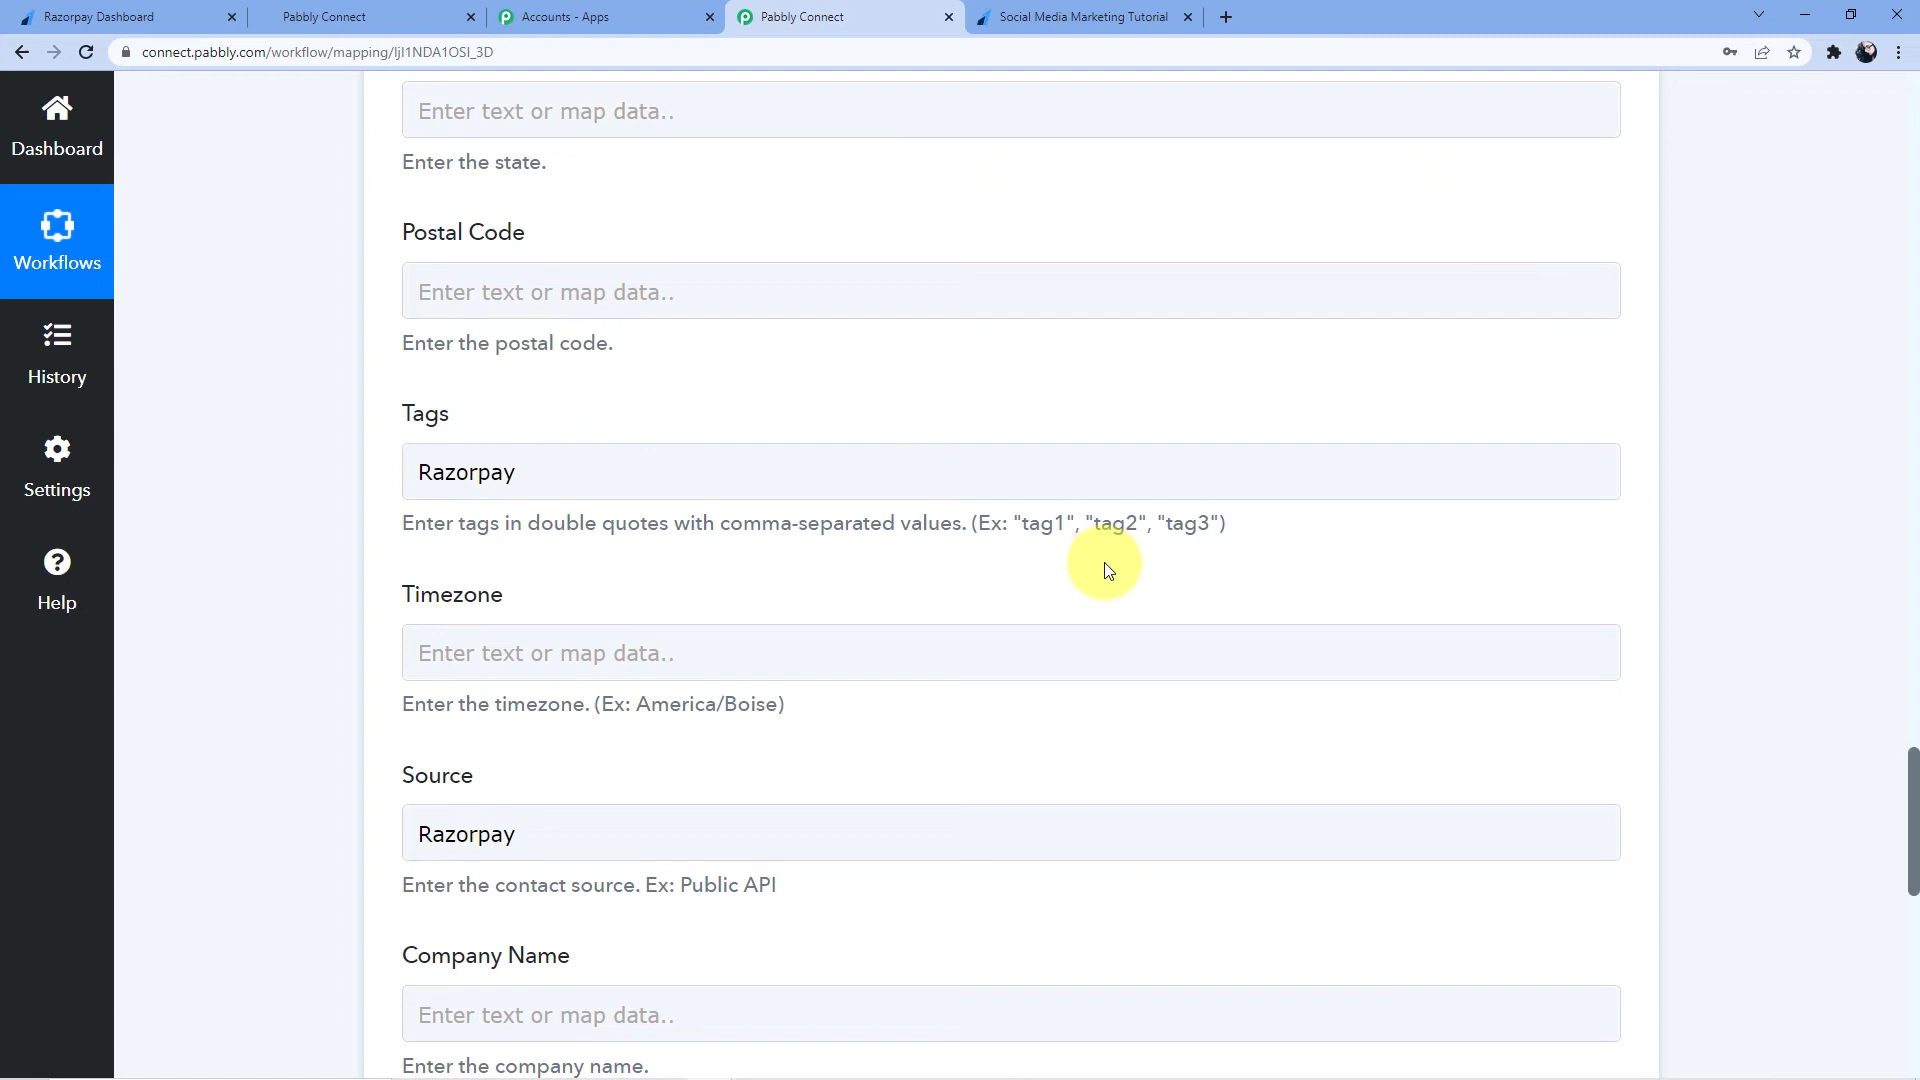 Razorpay Dashboard
Pabbly Connect
Accounts - Apps
Pabbly Connect
Social Media Marketing Tutorial
connect.pabbly.com/workflow/mapping/IjI1NDA1OSI_3D
Dashboard
Workflows
History
Settings
Help
Enter text or map data..
Enter the state.
Postal Code
Enter text or map data..
Enter the postal code.
Tags
Razorpay
Enter tags in double quotes with comma-separated values. (Ex: "tag1", "tag2", "tag3")
Timezone
Enter text or map data..
Enter the timezone. (Ex: America/Boise)
Source
Razorpay
Enter the contact source. Ex: Public API
Company Name
Enter text or map data..
Enter the company name.